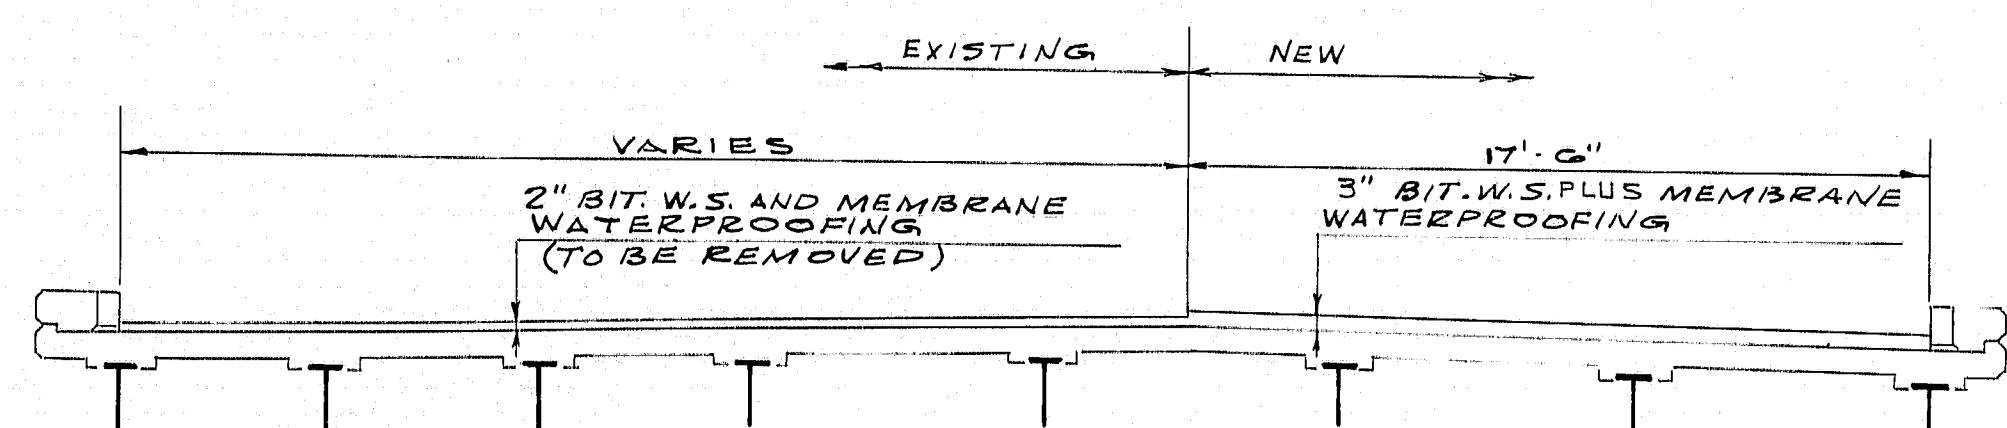 EXISTING
NEW
VARIES
17'-6"
2" BIT. W.S. AND MEMBRANE
WATERPROOFING
(TO BE REMOVED)
3" BIT. W.S. PLUS MEMBRANE
WATERPROOFING